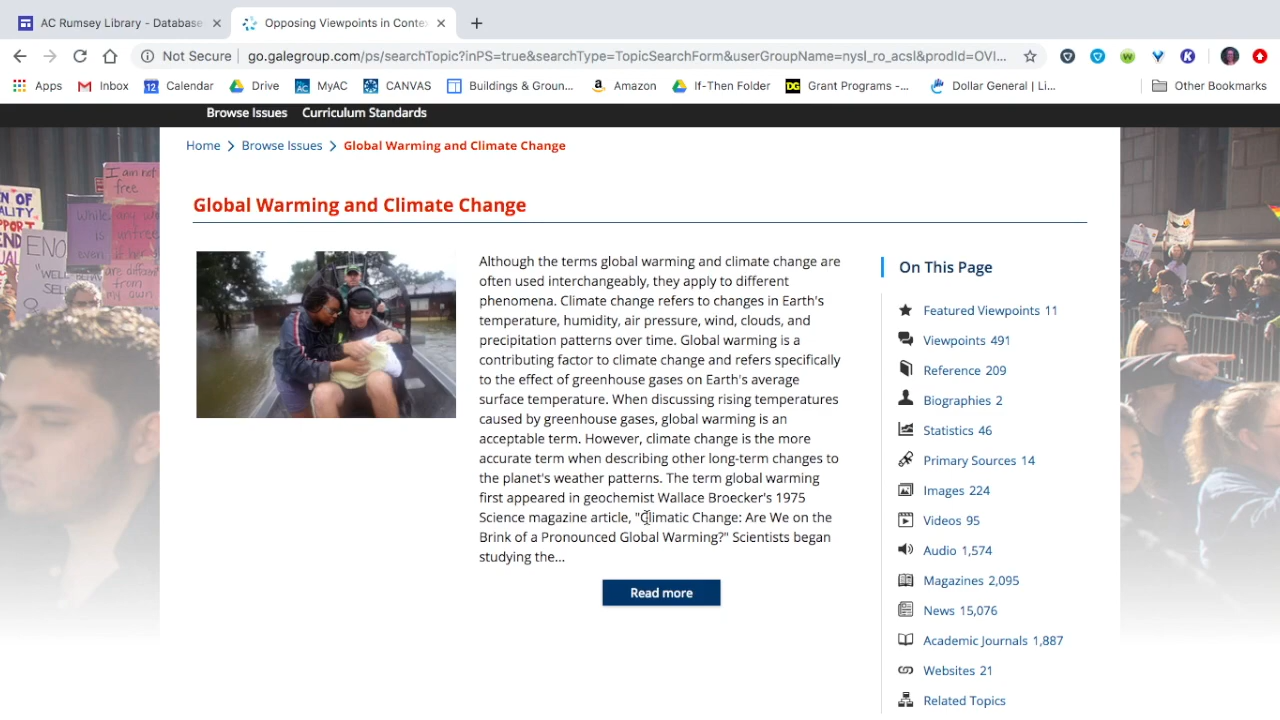 AC Rumsey Library - Database
Opposing Viewpoints in Conte
Not Secure
go.galegroup.com/ps/searchTopic?inPS=true&searchType=TopicSearchForm&userGroupName=nysl_ro_acsl&prodId=OVI...
Apps
Inbox
12
Calendar
Drive
AC
MyAC
CANVAS
Buildings & Groun...
Amazon
If-Then Folder
DG
Grant Programs -...
Dollar General | Li...
Other Bookmarks
Browse Issues
Curriculum Standards
Home
Browse Issues
Global Warming and Climate Change
Global Warming and Climate Change
Although the terms global warming and climate change are
often used interchangeably, they apply to different
phenomena. Climate change refers to changes in Earth's
temperature, humidity, air pressure, wind, clouds, and
precipitation patterns over time. Global warming is a
contributing factor to climate change and refers specifically
to the effect of greenhouse gases on Earth's average
surface temperature. When discussing rising temperatures
caused by greenhouse gases, global warming is an
acceptable term. However, climate change is the more
accurate term when describing other long-term changes to
the planet's weather patterns. The term global warming
first appeared in geochemist Wallace Broecker's 1975
Science magazine article, "Climatic Change: Are We on the
Brink of a Pronounced Global Warming?" Scientists began
studying the...
Read more
On This Page
Featured Viewpoints 11
Viewpoints 491
Reference 209
Biographies 2
Statistics 46
Primary Sources 14
Images 224
Videos 95
Audio 1,574
Magazines 2,095
News 15,076
Academic Journals 1,887
Websites 21
Related Topics
I am not
free
while
any
is
untree
even if her
are different
from my
own